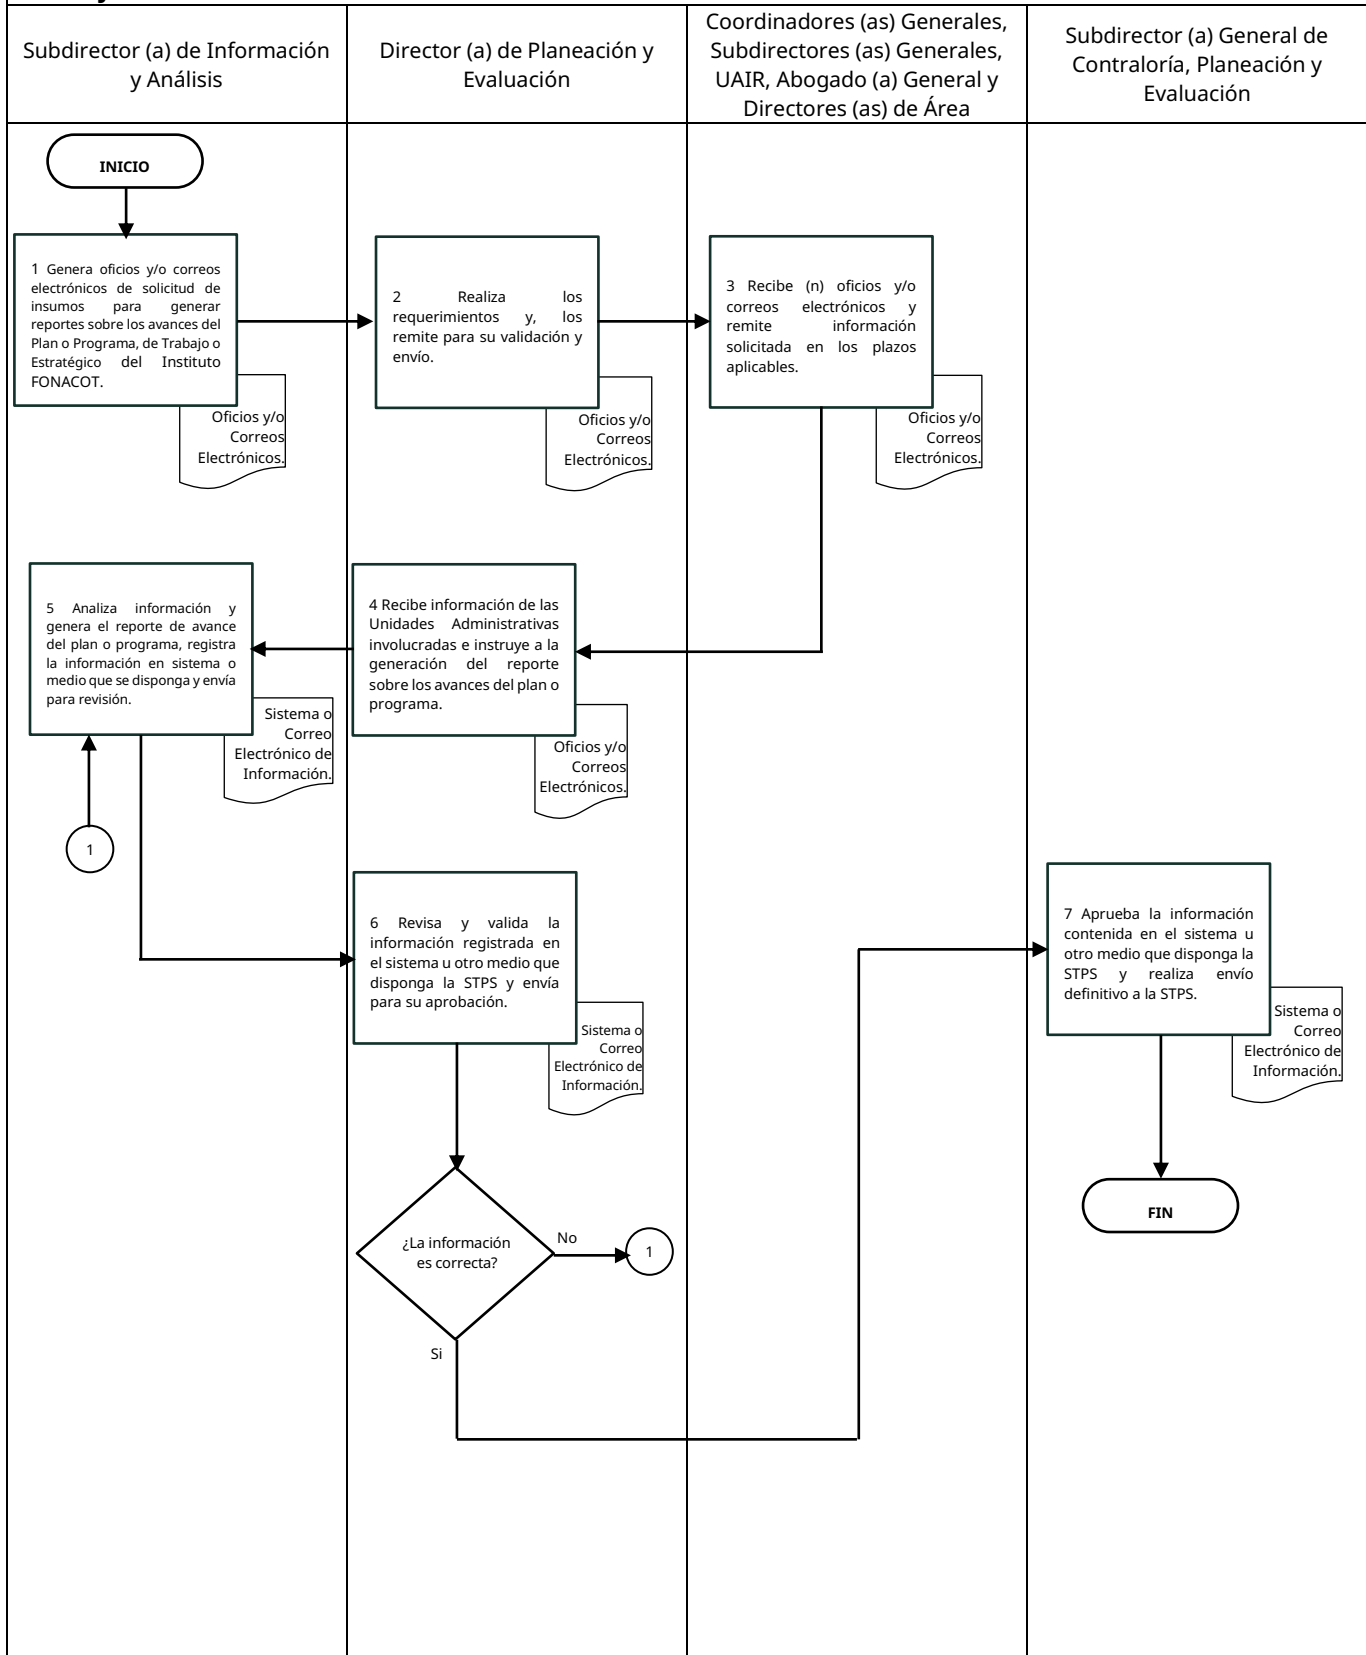 Subdirector (a) de Información
y Análisis
Director (a) de Planeación y
Evaluación
Coordinadores (as) Generales,
Subdirectores (as) Generales,
UAIR, Abogado (a) General y
Directores (as) de Área
Subdirector (a) General de
Contraloría, Planeación y
Evaluación
INICIO
1 Genera oficios y/o correos
electrónicos de solicitud de
insumos para generar
reportes sobre los avances del
Plan o Programa, de Trabajo o
Estratégico del Instituto
FONACOT.
Oficios y/o
Correos
Electrónicos.
2 Realiza los
requerimientos y, los
remite para su validación y
envío.
Oficios y/o
Correos
Electrónicos.
3 Recibe (n) oficios y/o
correos electrónicos y
remite información
solicitada en los plazos
aplicables.
Oficios y/o
Correos
Electrónicos.
4 Recibe información de las
Unidades Administrativas
involucradas e instruye a la
generación del reporte
sobre los avances del plan o
programa.
Oficios y/o
Correos
Electrónicos.
5 Analiza información y
genera el reporte de avance
del plan o programa, registra
la información en sistema o
medio que se disponga y envía
para revisión.
Sistema o
Correo
Electrónico de
Información.
1
6 Revisa y valida la
información registrada en
el sistema u otro medio que
disponga la STPS y envía
para su aprobación.
Sistema o
Correo
Electrónico de
Información.
¿La información
es correcta?
No
1
Si
7 Aprueba la información
contenida en el sistema u
otro medio que disponga la
STPS y realiza envío
definitivo a la STPS.
Sistema o
Correo
Electrónico de
Información.
FIN